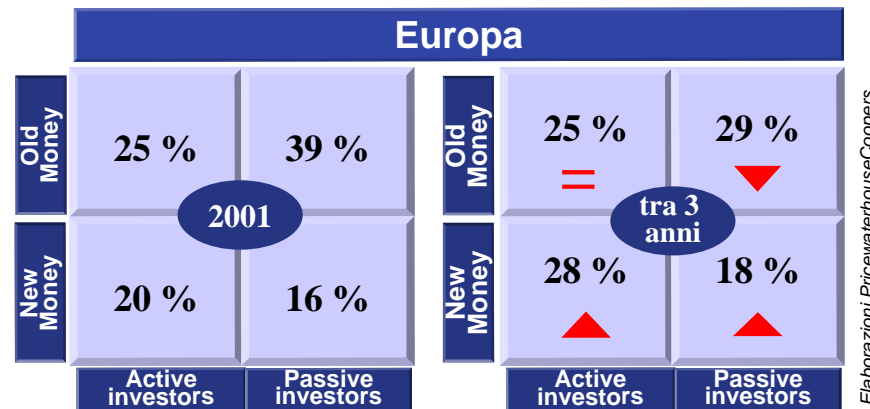 Europa
Old
Money
25 %
39 %
2001
New
Money
20 %
16 %
Active
investors
Passive
investors
Old
Money
25 %
=
29 %
tra 3
anni
New
Money
28 %
18 %
Active
investors
Passive
investors
Elaborazioni PricewaterhouseCoopers